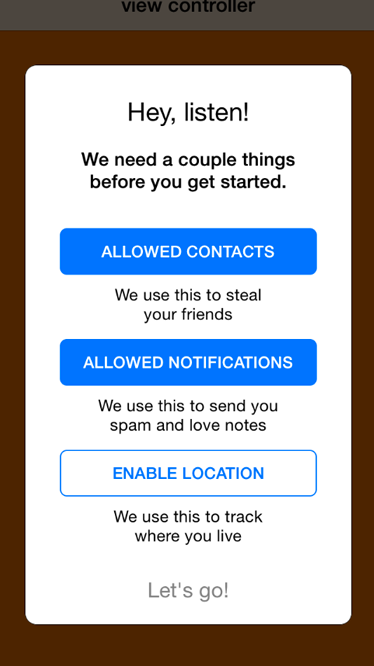 view controller
Hey, listen!
We need a couple things
before you get started.
ALLOWED CONTACTS
We use this to steal
your friends
ALLOWED NOTIFICATIONS
We use this to send you
spam and love notes
ENABLE LOCATION
We use this to track
where you live
Let's go!